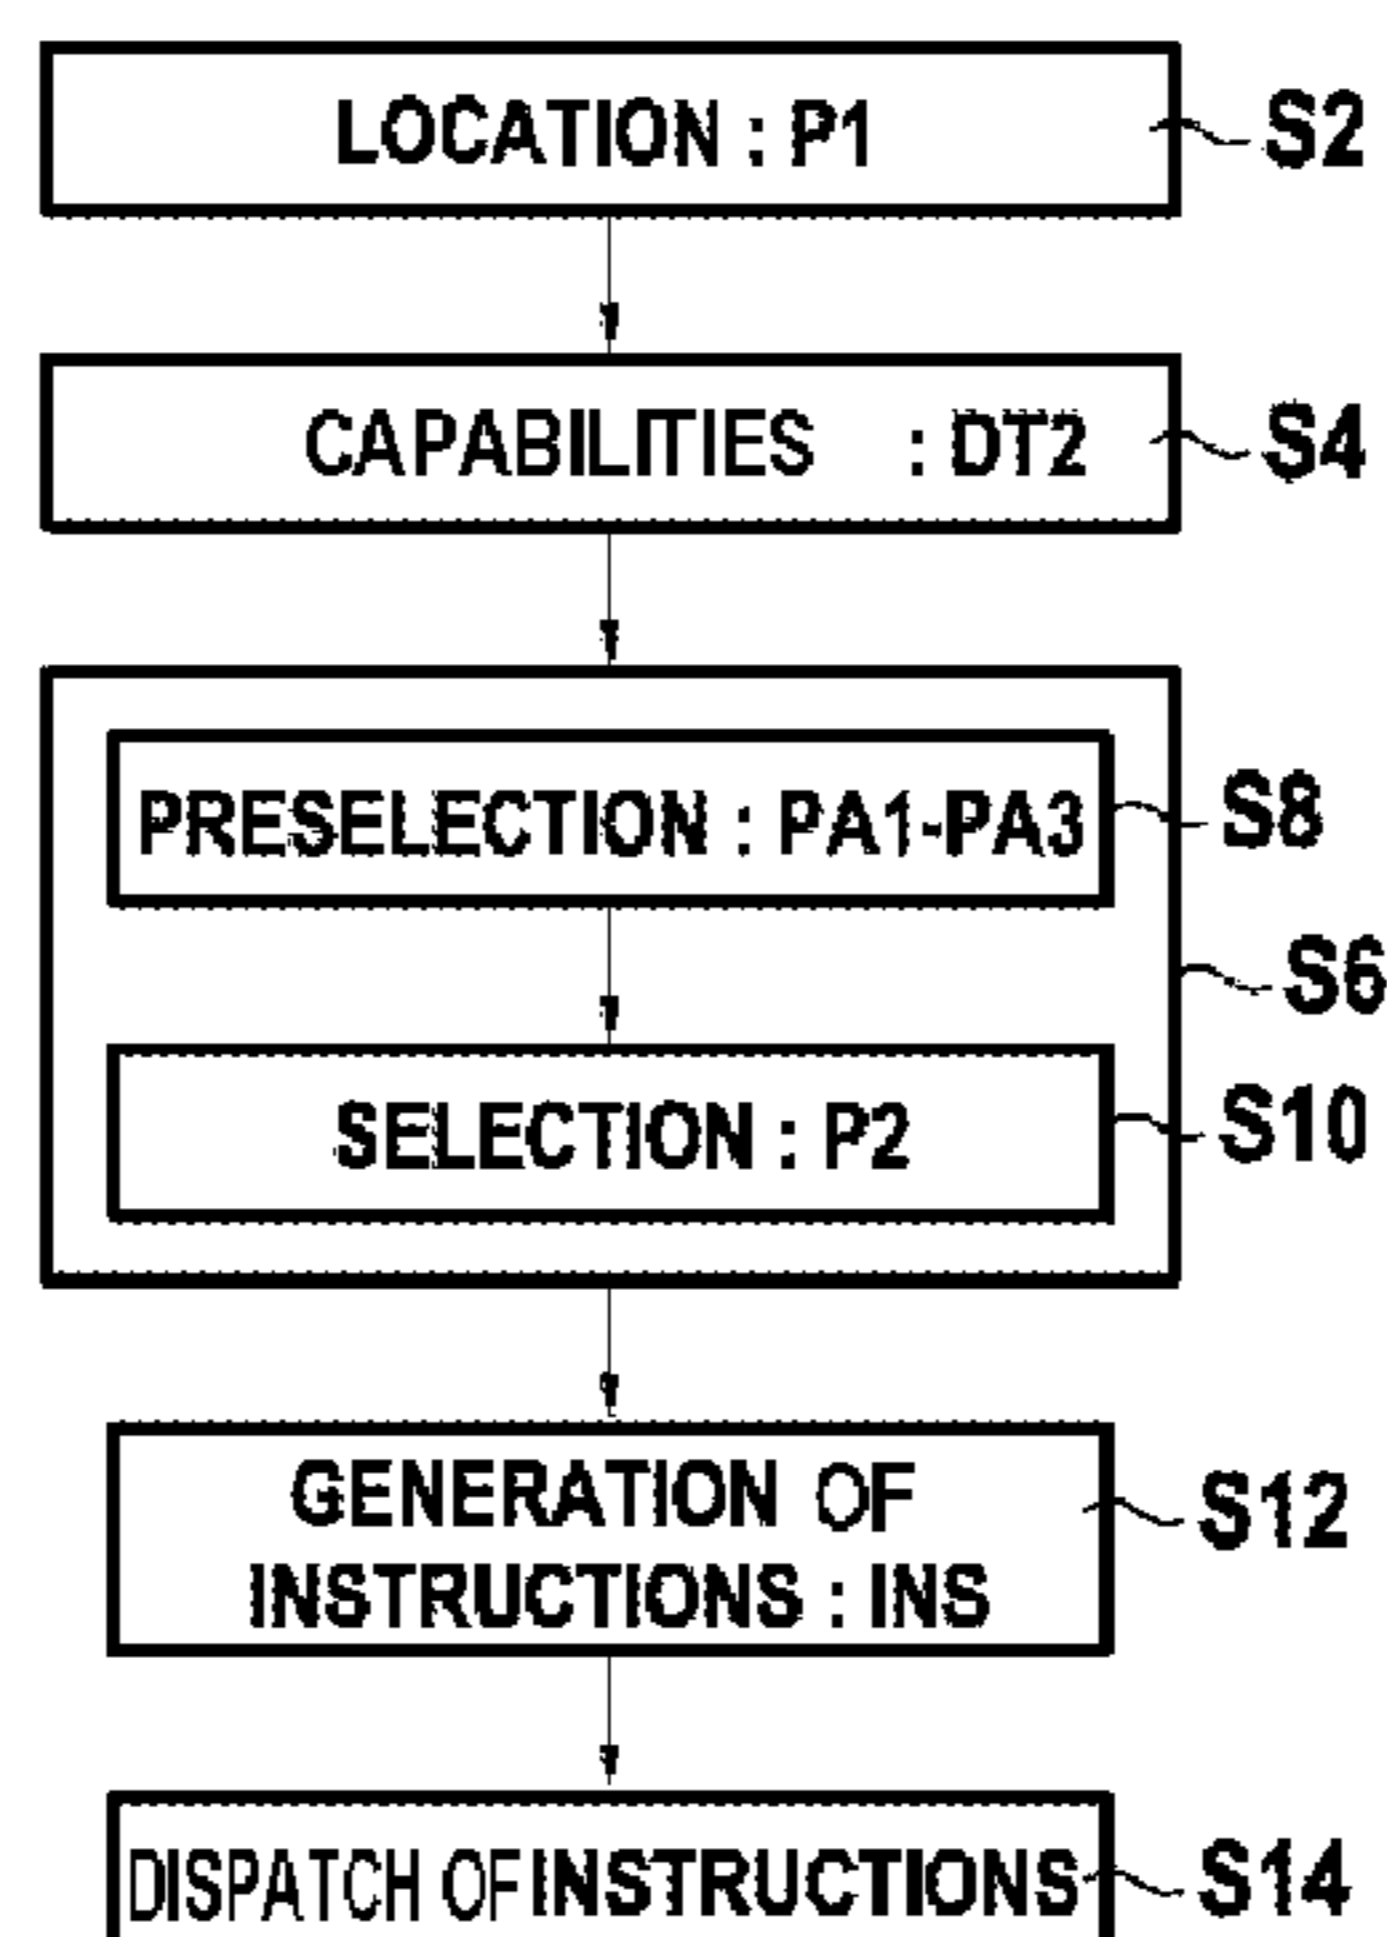 LOCATION : P1 S2
CAPABILITIES : DT2 S4
PRESELECTION : PA1-PA3 S8
S6
SELECTION : P2 S10
GENERATION OF S12
INSTRUCTIONS : INS
DISPATCH OF INSTRUCTIONS S14